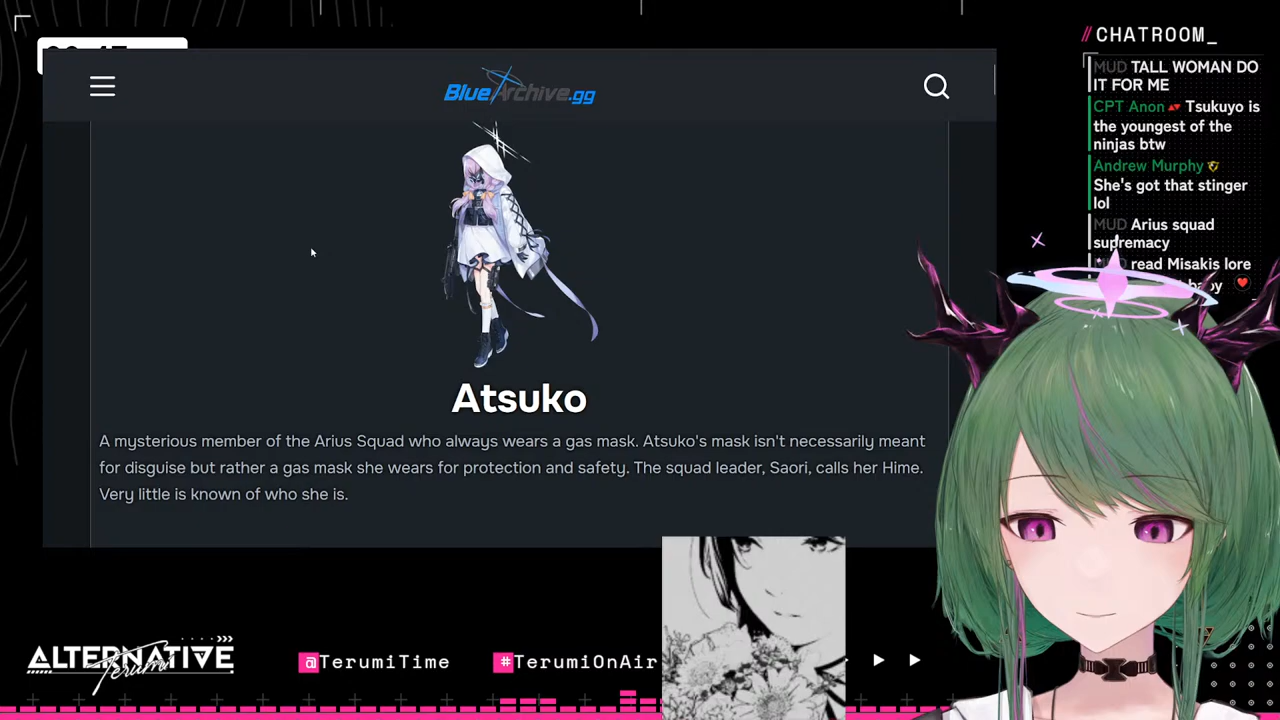 BlueArchive.gg
Atsuko
A mysterious member of the Arius Squad who always wears a gas mask. Atsuko's mask isn't necessarily meant
for disguise but rather a gas mask she wears for protection and safety. The squad leader, Saori, calls her Hime.
Very little is known of who she is.
//CHATROOM_
MUD TALL WOMAN DO
IT FOR ME
CPT Anon Tsukuyo is
the youngest of the
ninjas btw
Andrew Murphy
She's got that stinger
lol
MUD Arius squad
supremacy
read Misakis lore
baby
ALTERNATIVE
Terumi
@TerumiTime
#TerumiOnAir